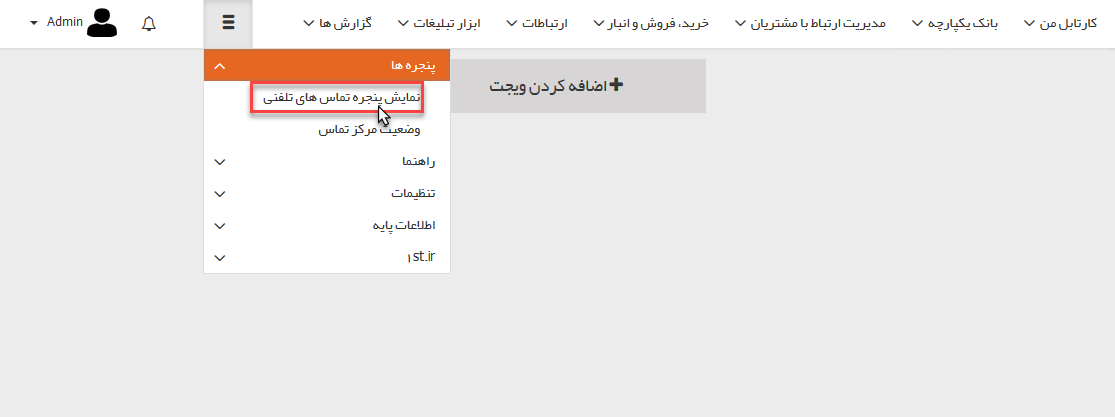 کارتابل من
بانک یکپارچه
مدیریت ارتباط با مشتریان
خرید، فروش و انبار
ارتباطات
ابزار تبلیغات
گزارش ها
Admin
پنجره ها
نمایش پنجره تماس های تلفنی
وضعیت مرکز تماس
راهنما
تنظیمات
اطلاعات پایه
۱st.ir
اضافه کردن ویجت